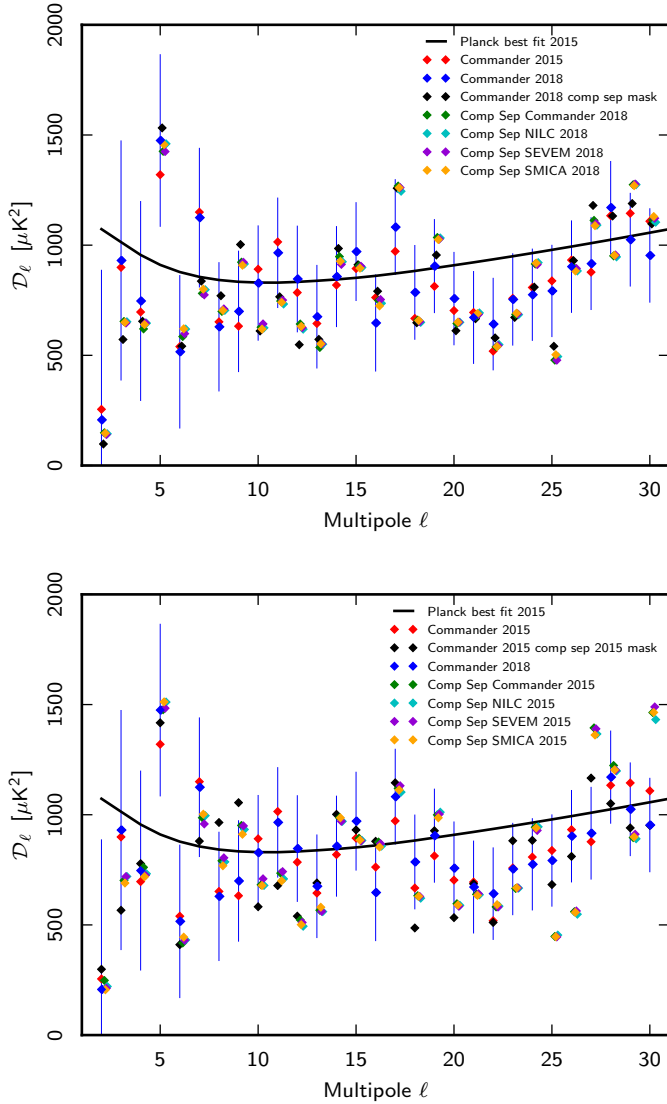 2000
Planck best fit 2015
Commander 2015
Commander 2018
Commander 2018 comp sep mask
Comp Sep Commander 2018
Comp Sep NILC 2018
Comp Sep SEVEM 2018
Comp Sep SMICA 2018
1500
𝒟ℓ [μK²]
1000
500
0
5 10 15 20 25 30
Multipole ℓ
2000
Planck best fit 2015
Commander 2015
Commander 2015 comp sep 2015 mask
Commander 2018
Comp Sep Commander 2015
Comp Sep NILC 2015
Comp Sep SEVEM 2015
Comp Sep SMICA 2015
1500
𝒟ℓ [μK²]
1000
500
0
5 10 15 20 25 30
Multipole ℓ